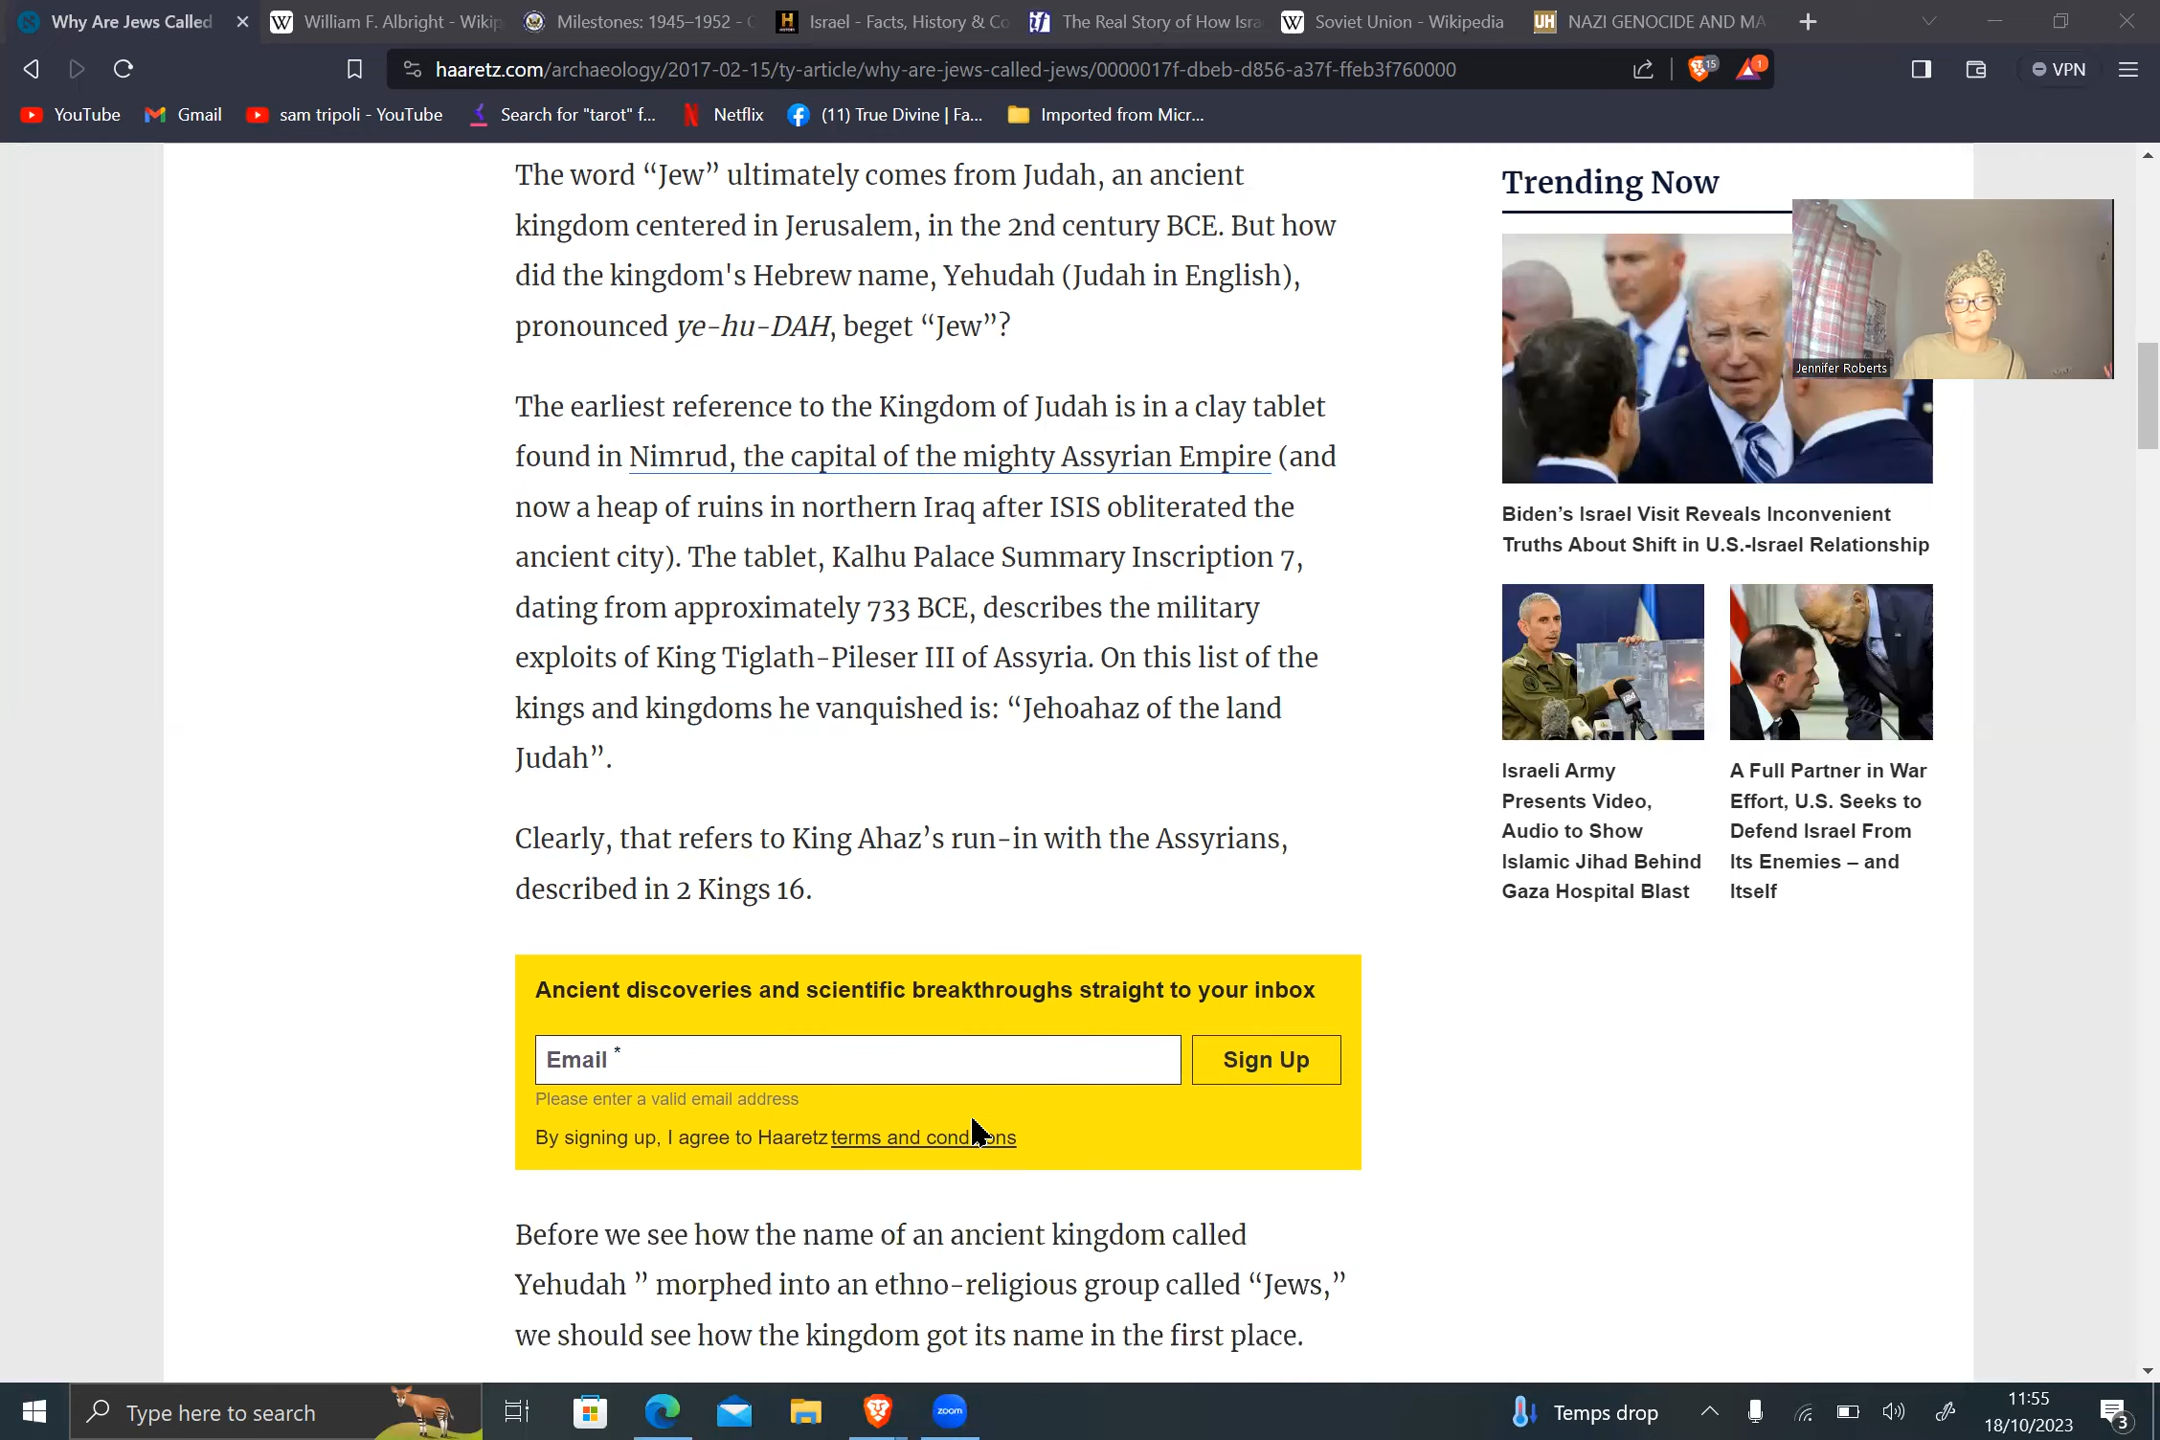 Why Are Jews Called
William F. Albright - Wikip
Milestones: 1945–1952 - O
Israel - Facts, History & Co
The Real Story of How Isra
Soviet Union - Wikipedia
NAZI GENOCIDE AND MA
haaretz.com/archaeology/2017-02-15/ty-article/why-are-jews-called-jews/0000017f-dbeb-d856-a37f-ffeb3f760000
15
1
VPN
YouTube
Gmail
sam tripoli - YouTube
Search for "tarot" f...
Netflix
(11) True Divine | Fa...
Imported from Micr...
The word “Jew” ultimately comes from Judah, an ancient
kingdom centered in Jerusalem, in the 2nd century BCE. But how
did the kingdom's Hebrew name, Yehudah (Judah in English),
pronounced ye-hu-DAH, beget “Jew”?
The earliest reference to the Kingdom of Judah is in a clay tablet
found in Nimrud, the capital of the mighty Assyrian Empire (and
now a heap of ruins in northern Iraq after ISIS obliterated the
ancient city). The tablet, Kalhu Palace Summary Inscription 7,
dating from approximately 733 BCE, describes the military
exploits of King Tiglath-Pileser III of Assyria. On this list of the
kings and kingdoms he vanquished is: “Jehoahaz of the land
Judah”.
Clearly, that refers to King Ahaz’s run-in with the Assyrians,
described in 2 Kings 16.
Ancient discoveries and scientific breakthroughs straight to your inbox
Email *
Sign Up
Please enter a valid email address
By signing up, I agree to Haaretz terms and conditions
Before we see how the name of an ancient kingdom called
Yehudah ” morphed into an ethno-religious group called “Jews,”
we should see how the kingdom got its name in the first place.
Trending Now
Jennifer Roberts
Biden’s Israel Visit Reveals Inconvenient
Truths About Shift in U.S.-Israel Relationship
Israeli Army
Presents Video,
Audio to Show
Islamic Jihad Behind
Gaza Hospital Blast
A Full Partner in War
Effort, U.S. Seeks to
Defend Israel From
Its Enemies – and
Itself
Type here to search
zoom
Temps drop
11:55
18/10/2023
3